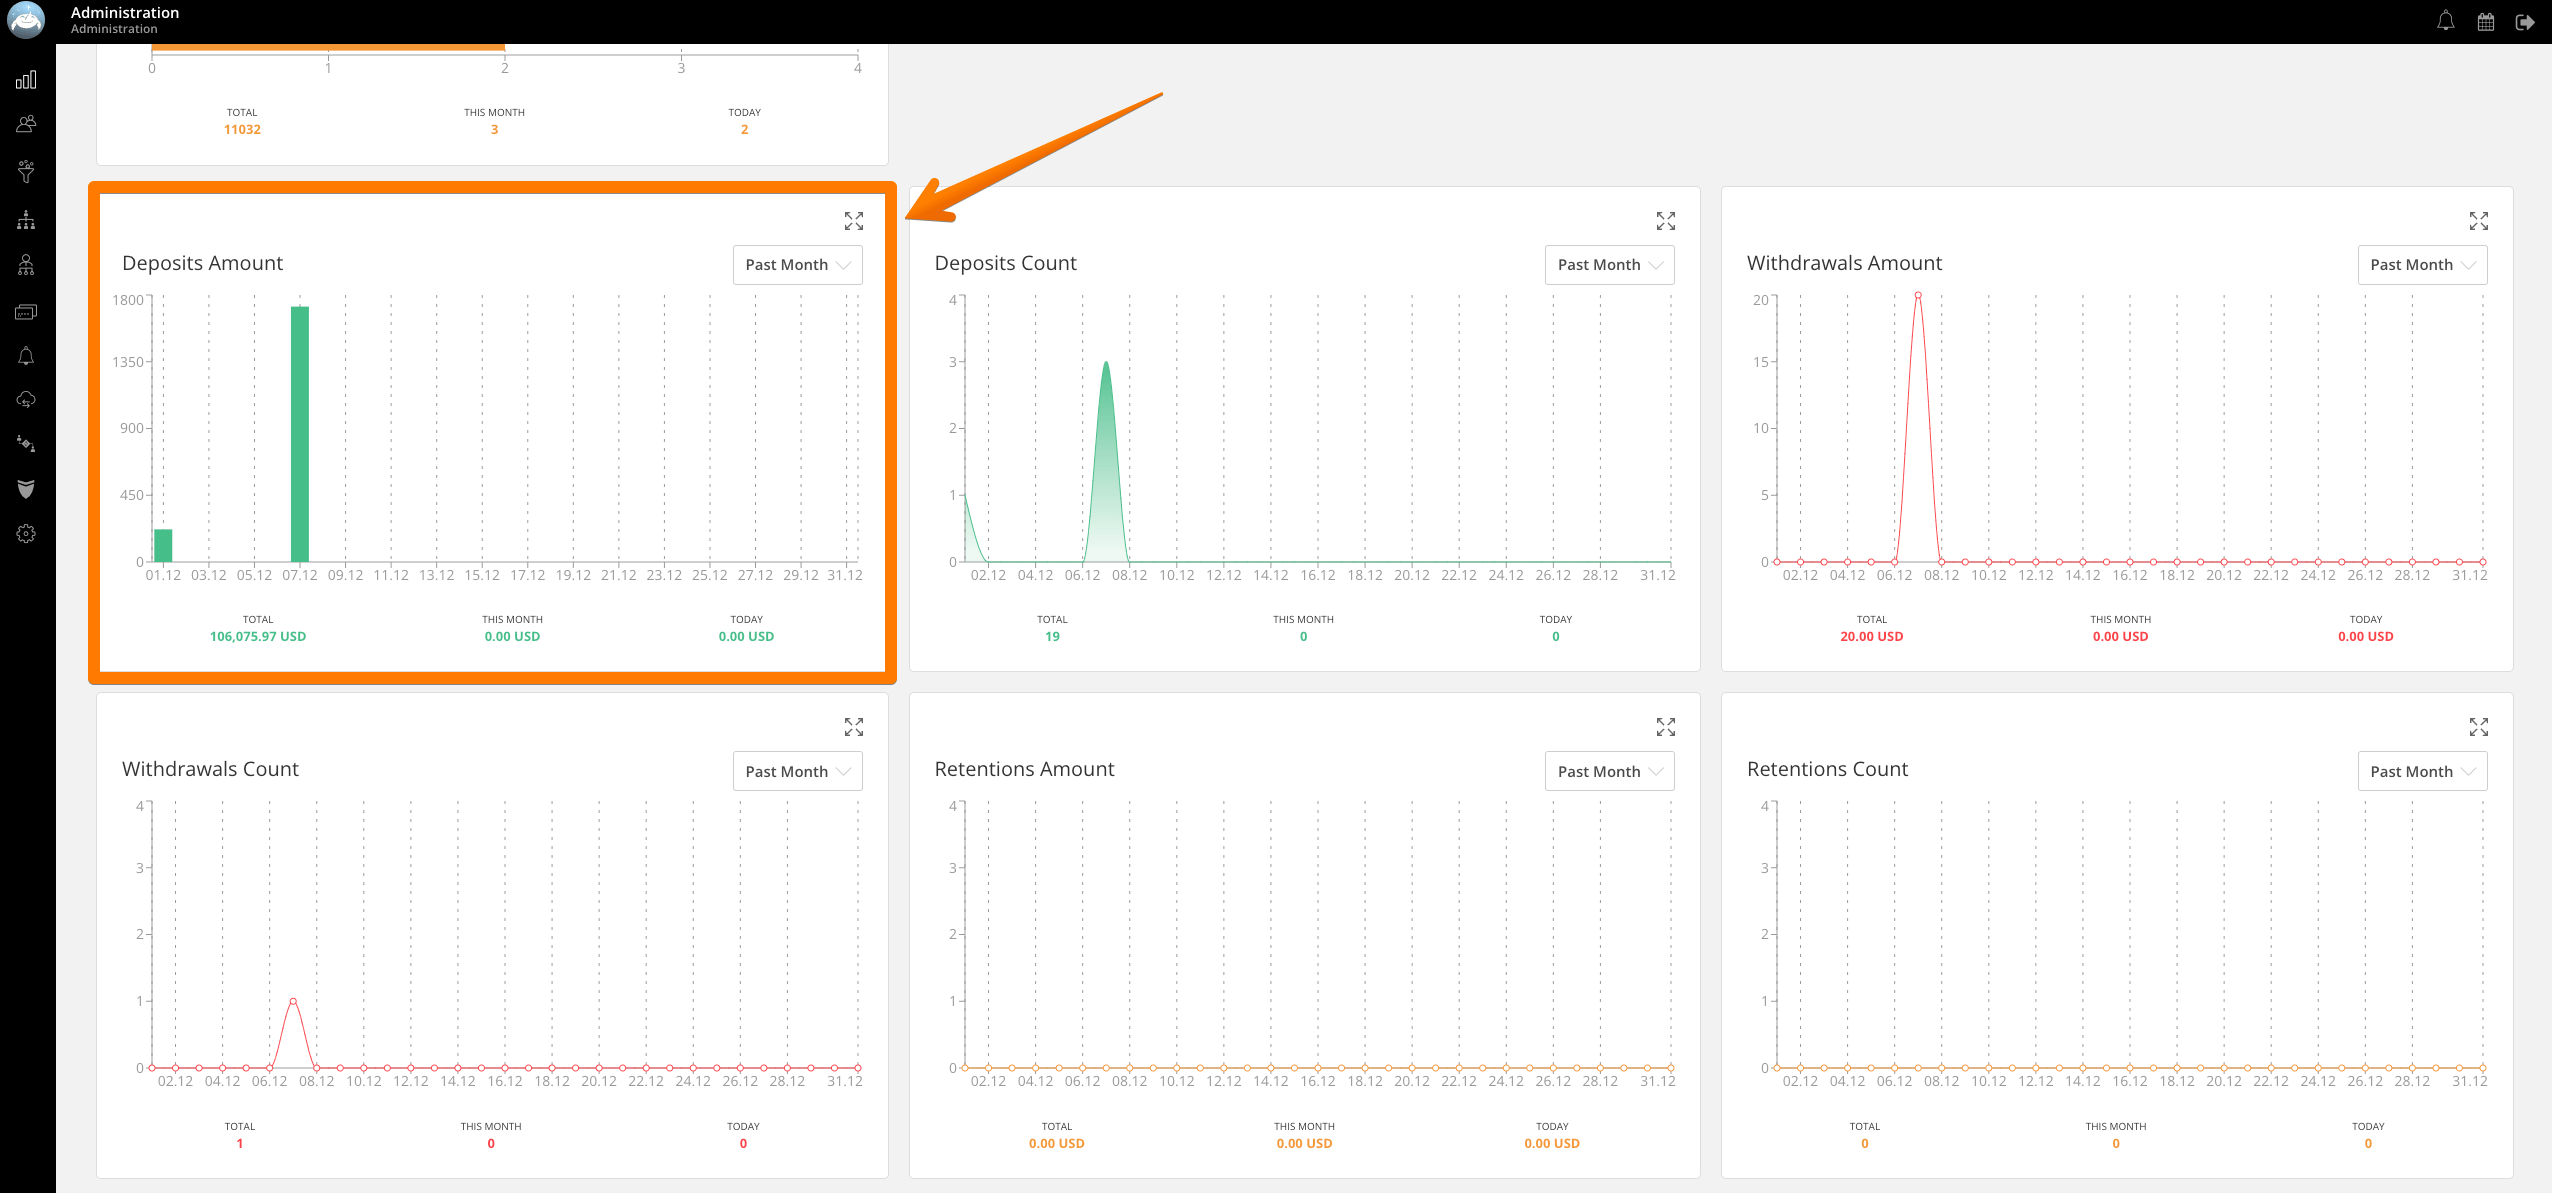 Administration
Administration
0 1 2 3 4
TOTAL THIS MONTH TODAY
11032 3 2
Deposits Amount Past Month
1800
1350
900
450
0
01.12 03.12 05.12 07.12 09.12 11.12 13.12 15.12 17.12 19.12 21.12 23.12 25.12 27.12 29.12 31.12
TOTAL THIS MONTH TODAY
106,075.97 USD 0.00 USD 0.00 USD
Deposits Count Past Month
4
3
2
1
0
02.12 04.12 06.12 08.12 10.12 12.12 14.12 16.12 18.12 20.12 22.12 24.12 26.12 28.12 31.12
TOTAL THIS MONTH TODAY
19 0 0
Withdrawals Amount Past Month
20
15
10
5
0
02.12 04.12 06.12 08.12 10.12 12.12 14.12 16.12 18.12 20.12 22.12 24.12 26.12 28.12 31.12
TOTAL THIS MONTH TODAY
20.00 USD 0.00 USD 0.00 USD
Withdrawals Count Past Month
4
3
2
1
0
02.12 04.12 06.12 08.12 10.12 12.12 14.12 16.12 18.12 20.12 22.12 24.12 26.12 28.12 31.12
TOTAL THIS MONTH TODAY
1 0 0
Retentions Amount Past Month
4
3
2
1
0
02.12 04.12 06.12 08.12 10.12 12.12 14.12 16.12 18.12 20.12 22.12 24.12 26.12 28.12 31.12
TOTAL THIS MONTH TODAY
0.00 USD 0.00 USD 0.00 USD
Retentions Count Past Month
4
3
2
1
0
02.12 04.12 06.12 08.12 10.12 12.12 14.12 16.12 18.12 20.12 22.12 24.12 26.12 28.12 31.12
TOTAL THIS MONTH TODAY
0 0 0